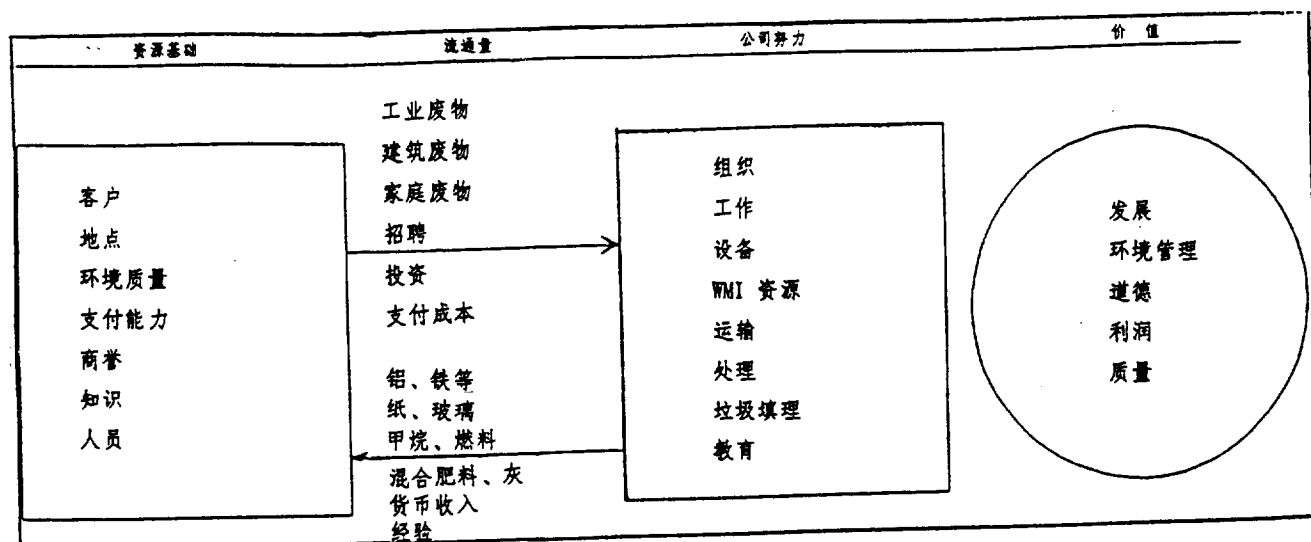 资源基础
流通量
公司努力
价 值
客户
地点
环境质量
支付能力
商誉
知识
人员
工业废物
建筑废物
家庭废物
招聘
投资
支付成本
铝、铁等
纸、玻璃
甲烷、燃料
混合肥料、灰
货币收入
经验
组织
工作
设备
WMI 资源
运输
处理
垃圾填理
教育
发展
环境管理
道德
利润
质量